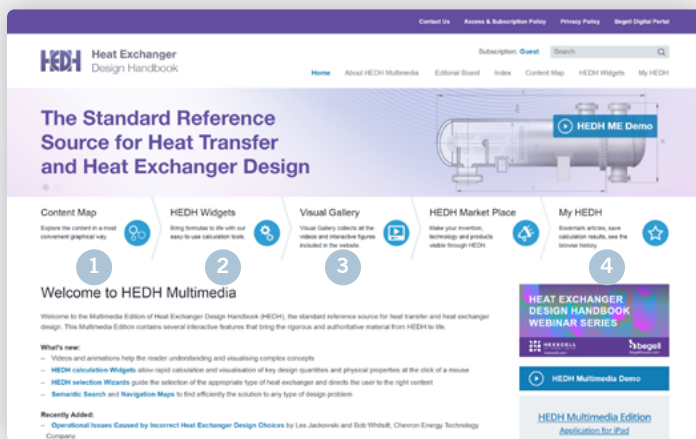 Contact Us Access & Subscription Policy Privacy Policy Begell Digital Portal
HEDH Heat Exchanger
Design Handbook
Subscription: Guest Search
Home About HEDH Multimedia Editorial Board Index Content Map HEDH Widgets My HEDH
The Standard Reference
Source for Heat Transfer
and Heat Exchanger Design
HEDH ME Demo
Content Map
Explore the content in a most
convenient graphical way.
1
HEDH Widgets
Bring formulas to life with our
easy-to-use calculation tools.
2
Visual Gallery
Visual Gallery collects all the
videos and interactive figures
included in the website.
3
HEDH Market Place
Make your invention,
technology and products
visible through HEDH.
My HEDH
Bookmark articles, save
calculation results, see the
browse history.
4
Welcome to HEDH Multimedia
Welcome to the Multimedia Edition of Heat Exchanger Design Handbook (HEDH), the standard reference source for heat transfer and heat exchanger
design. This Multimedia Edition contains several interactive features that bring the rigorous and authoritative material from HEDH to life.
What's new:
– Videos and animations help the reader understanding and visualising complex concepts
– HEDH calculation Widgets allow rapid calculation and visualisation of key design quantities and physical properties at the click of a mouse
– HEDH selection Wizards guide the selection of the appropriate type of heat exchanger and directs the user to the right content
– Semantic Search and Navigation Maps to find efficiently the solution to any type of design problem
Recently Added:
– Operational Issues Caused by Incorrect Heat Exchanger Design Choices by Les Jackowski and Bob Whitsitt, Chevron Energy Technology
Company
HEAT EXCHANGER
DESIGN HANDBOOK
WEBINAR SERIES
HEXXCELL
begell
HEDH Multimedia Demo
HEDH Multimedia Edition
Application for iPad